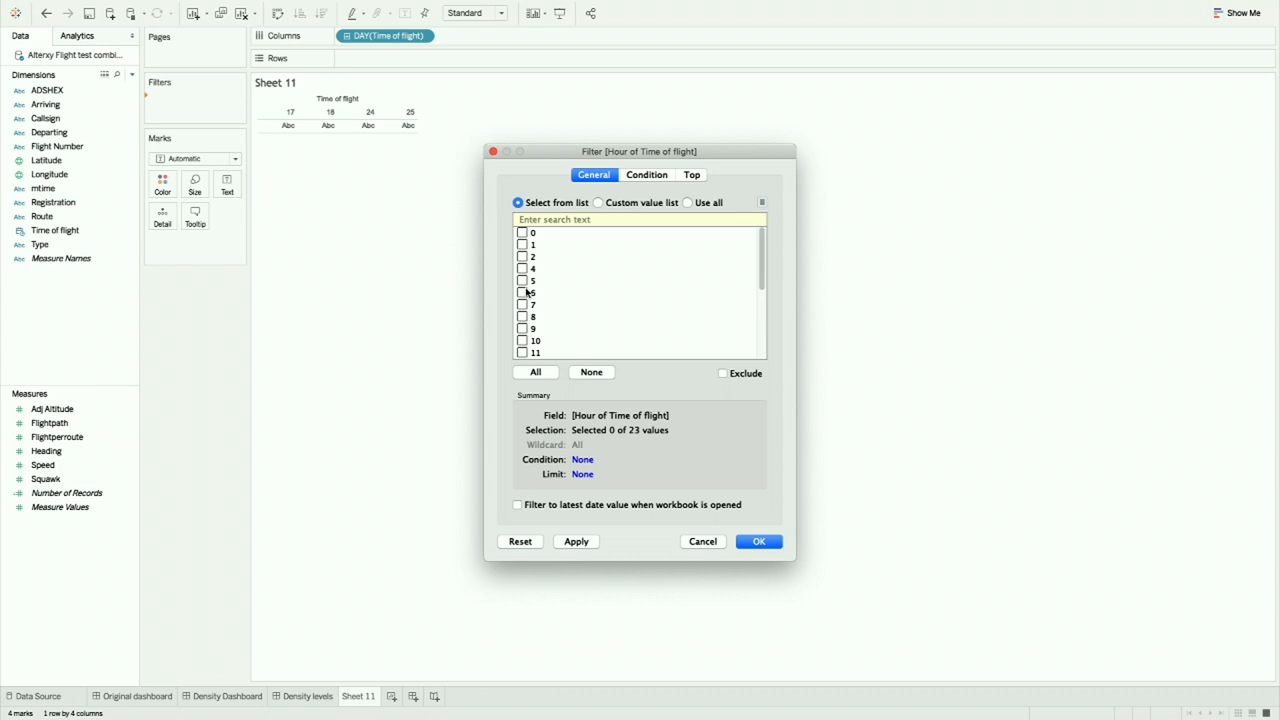 Standard
Show Me
Data
Analytics
Pages
Columns
DAY(Time of flight)
Alterxy Flight test combi...
Rows
Dimensions
Filters
Sheet 11
ADSHEX
Arriving
Callsign
Departing
Flight Number
Latitude
Longitude
mtime
Registration
Route
Time of flight
Type
Measure Names
Marks
Automatic
Color
Size
Text
Detail
Tooltip
Time of flight
17 18 24 25
Abc Abc Abc Abc
Filter [Hour of Time of flight]
General
Condition
Top
Select from list
Custom value list
Use all
Enter search text
0
1
2
4
5
6
7
8
9
10
11
All
None
Exclude
Summary
Field: [Hour of Time of flight]
Selection: Selected 0 of 23 values
Wildcard: All
Condition: None
Limit: None
Filter to latest date value when workbook is opened
Reset
Apply
Cancel
OK
Measures
Adj Altitude
Flightpath
Flightperroute
Heading
Speed
Squawk
Number of Records
Measure Values
Data Source
Original dashboard
Density Dashboard
Density levels
Sheet 11
4 marks 1 row by 4 columns